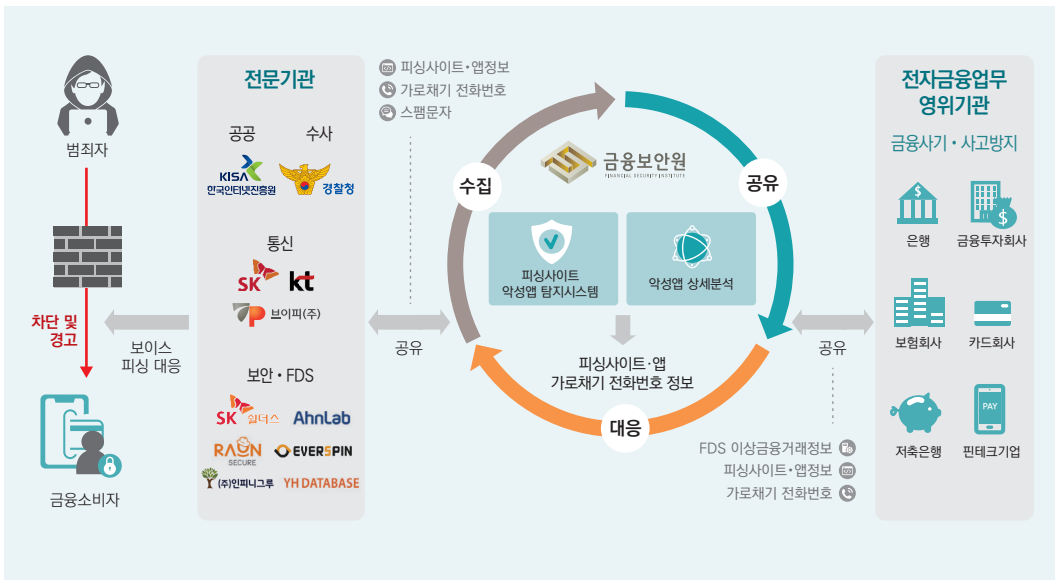 범죄자
차단 및
경고
금융소비자
보이스
피싱 대응
전문기관
공공
수사
KISA
한국인터넷진흥원
경찰청
통신
SK
kt
브이피(주)
보안·FDS
SK 쉴더스
AhnLab
RAON
SECURE
EVERSPIN
(주)인피니그루
YH DATABASE
피싱사이트·앱정보
가로채기 전화번호
스팸문자
공유
수집
금융보안원
FINANCIAL SECURITY INSTITUTE
공유
피싱사이트
악성앱 탐지시스템
악성앱 상세분석
피싱사이트·앱
가로채기 전화번호 정보
대응
공유
FDS 이상금융거래정보
피싱사이트·앱정보
가로채기 전화번호
전자금융업무
영위기관
금융사기·사고방지
은행
금융투자회사
보험회사
카드회사
PAY
저축은행
핀테크기업